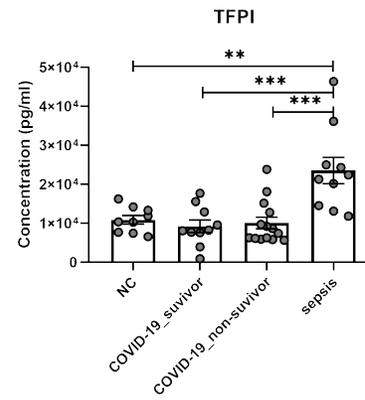 TFPI
**
***
***
Concentration (pg/ml)
5×10⁴
4×10⁴
3×10⁴
2×10⁴
1×10⁴
0
NC
COVID-19_suvivor
COVID-19_non-suvivor
sepsis